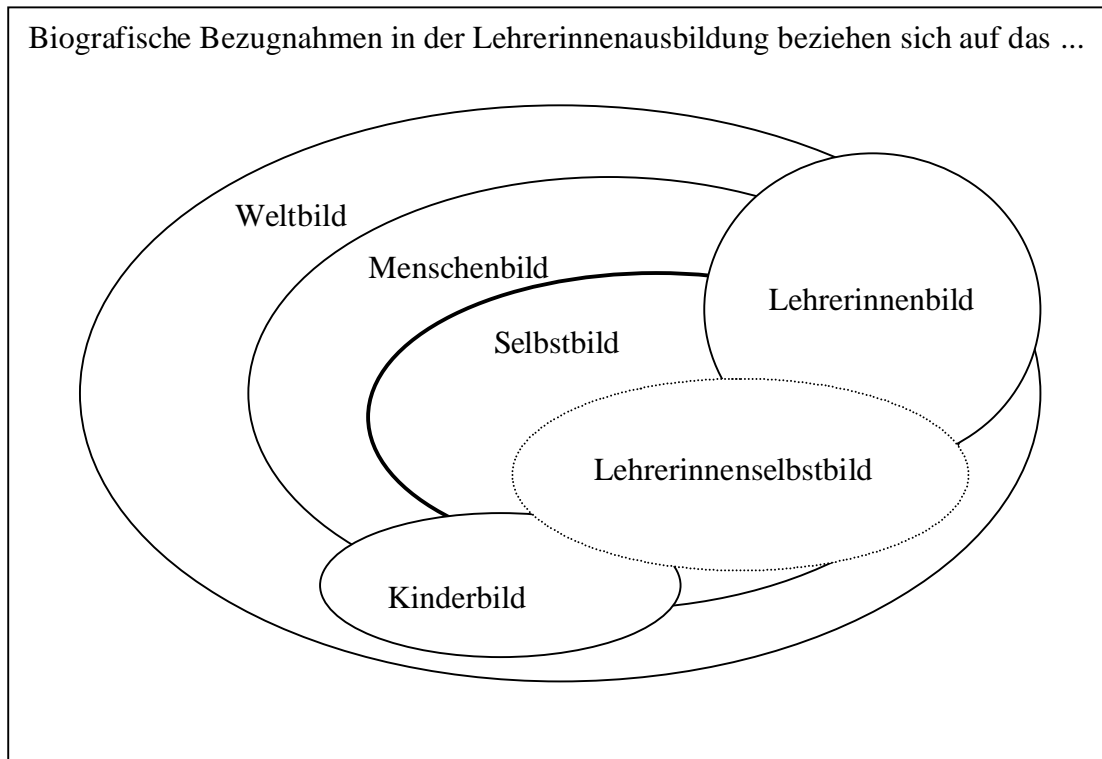 Biografische Bezugnahmen in der Lehrerinnenausbildung beziehen sich auf das ...
Weltbild
Menschenbild
Lehrerinnenbild
Selbstbild
Lehrerinnenselbstbild
Kinderbild